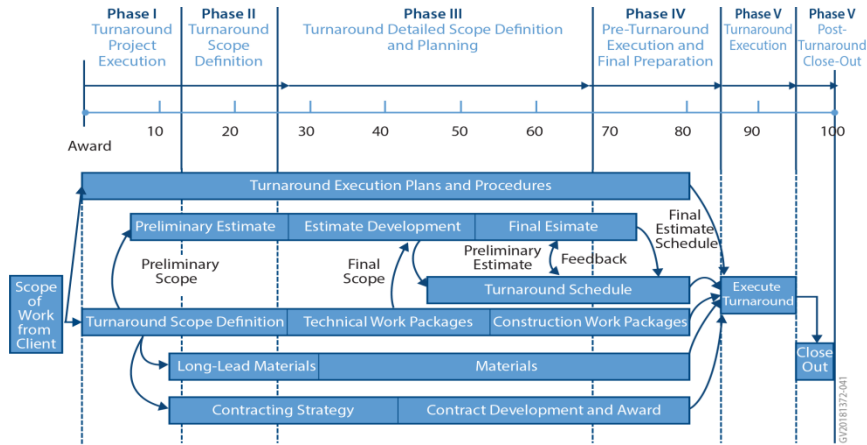 Phase I
Turnaround
Project
Execution
Phase II
Turnaround
Scope
Definition
Phase III
Turnaround Detailed Scope Definition
and Planning
Phase IV
Pre-Turnaround
Execution and
Final Preparation
Phase V
Turnaround
Execution
Phase V
Post-
Turnaround
Close-Out
10
20
30
40
50
60
70
80
90
100
Award
Turnaround Execution Plans and Procedures
Preliminary Estimate
Estimate Development
Final Esimate
Final
Estimate
Schedule
Preliminary
Scope
Final
Scope
Preliminary
Estimate
Feedback
Scope
of
Work
from
Client
Turnaround Schedule
Execute
Turnaround
Turnaround Scope Definition
Technical Work Packages
Construction Work Packages
Long-Lead Materials
Materials
Close
Out
Contracting Strategy
Contract Development and Award
GV20181372-041